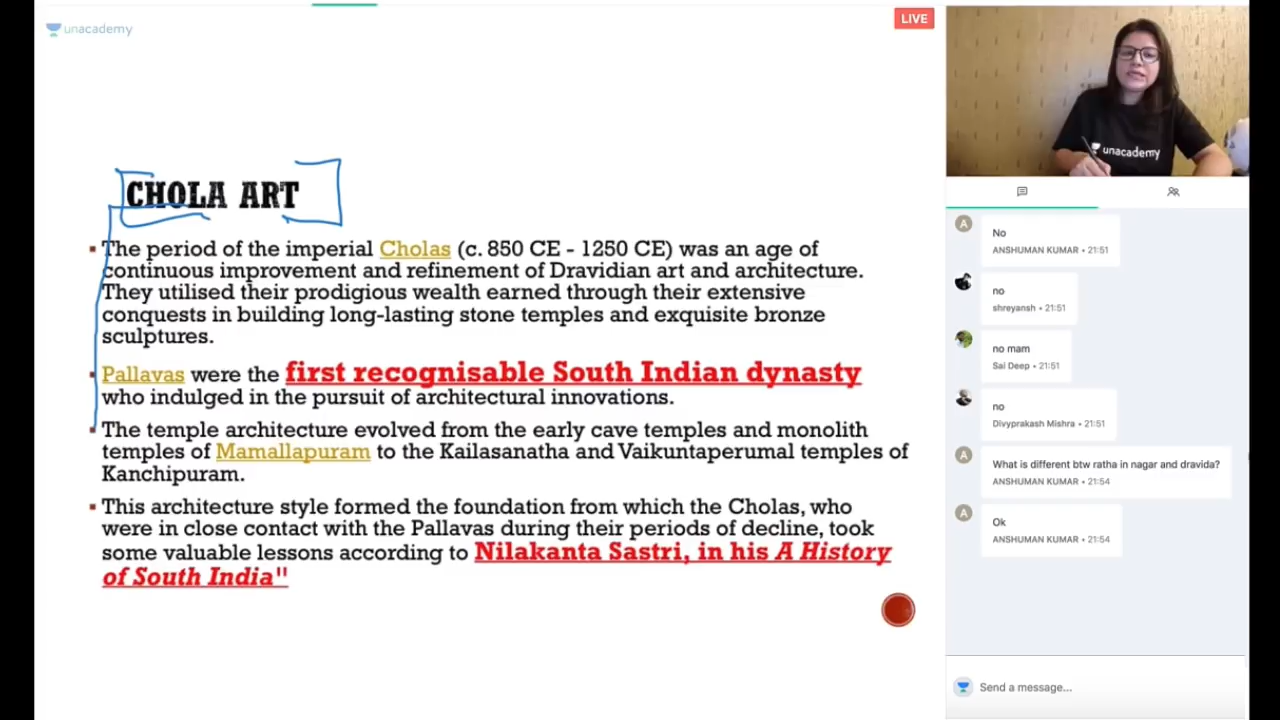 unacademy
LIVE
CHOLA ART
▪ The period of the imperial Cholas (c. 850 CE - 1250 CE) was an age of
continuous improvement and refinement of Dravidian art and architecture.
They utilised their prodigious wealth earned through their extensive
conquests in building long-lasting stone temples and exquisite bronze
sculptures.
▪ Pallavas were the first recognisable South Indian dynasty
who indulged in the pursuit of architectural innovations.
▪ The temple architecture evolved from the early cave temples and monolith
temples of Mamallapuram to the Kailasanatha and Vaikuntaperumal temples of
Kanchipuram.
▪ This architecture style formed the foundation from which the Cholas, who
were in close contact with the Pallavas during their periods of decline, took
some valuable lessons according to Nilakanta Sastri, in his A History
of South India"
unacademy
A
No
ANSHUMAN KUMAR • 21:51
no
shreyansh • 21:51
no mam
Sai Deep • 21:51
no
Divyprakash Mishra • 21:51
A
What is different btw ratha in nagar and dravida?
ANSHUMAN KUMAR • 21:54
A
Ok
ANSHUMAN KUMAR • 21:54
Send a message...